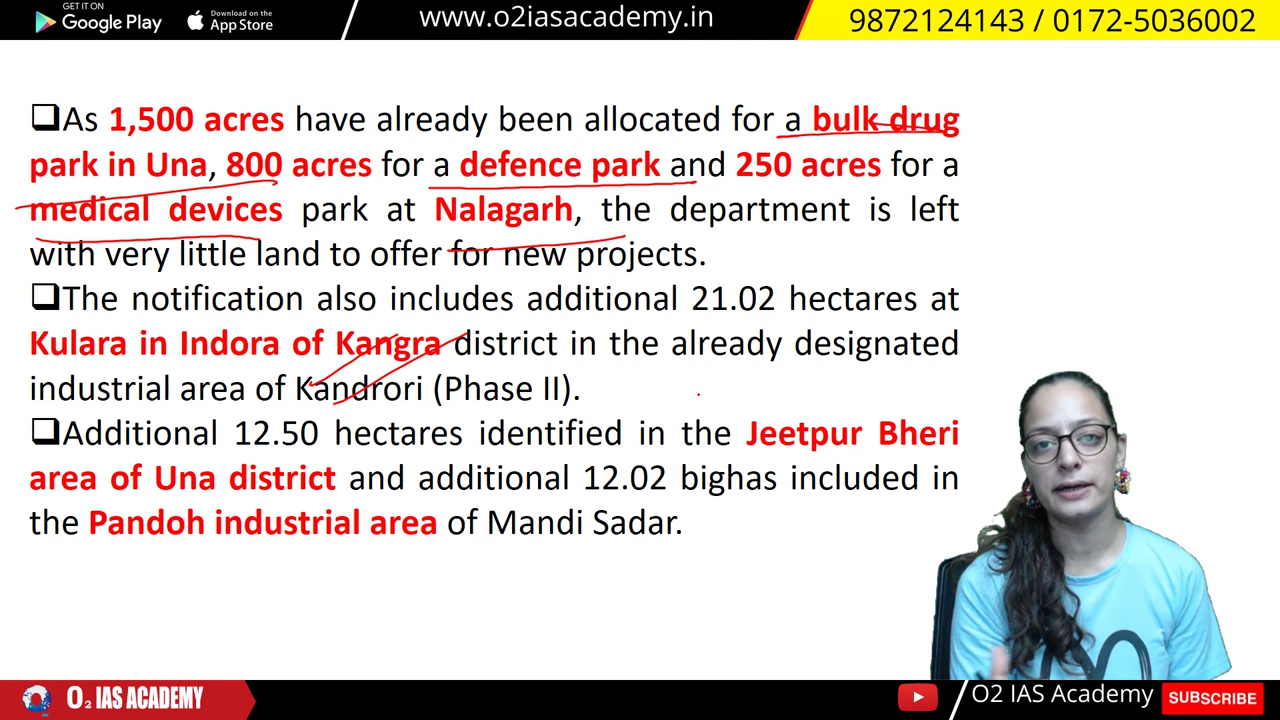 GET IT ON
Google Play
Download on the
App Store
www.o2iasacademy.in
9872124143 / 0172-5036002
❑As 1,500 acres have already been allocated for a bulk drug
park in Una, 800 acres for a defence park and 250 acres for a
medical devices park at Nalagarh, the department is left
with very little land to offer for new projects.
❑The notification also includes additional 21.02 hectares at
Kulara in Indora of Kangra district in the already designated
industrial area of Kandrori (Phase II).
❑Additional 12.50 hectares identified in the Jeetpur Bheri
area of Una district and additional 12.02 bighas included in
the Pandoh industrial area of Mandi Sadar.
O₂ IAS ACADEMY
O2 IAS Academy
SUBSCRIBE